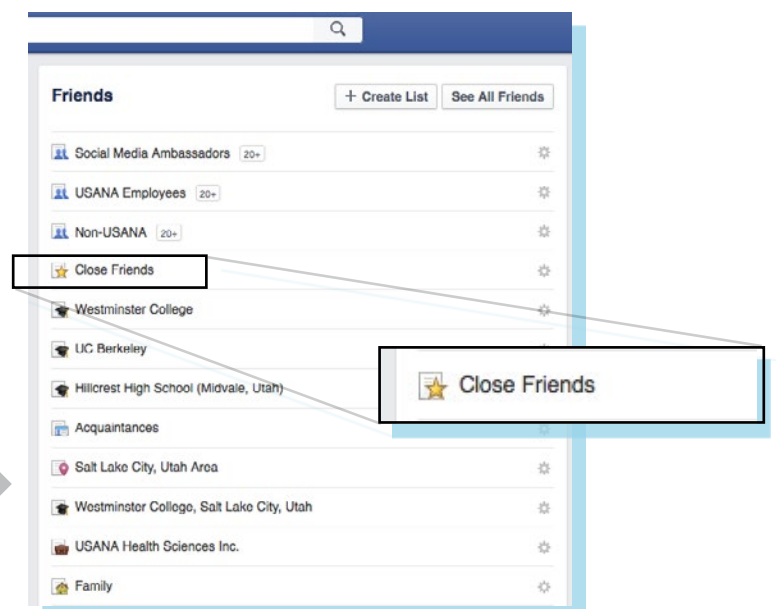 Friends
+ Create List
See All Friends
Social Media Ambassadors 20+
USANA Employees 20+
Non-USANA 20+
Close Friends
Westminster College
UC Berkeley
Hillcrest High School (Midvale, Utah)
Close Friends
Acquaintances
Salt Lake City, Utah Area
Westminster College, Salt Lake City, Utah
USANA Health Sciences Inc.
Family